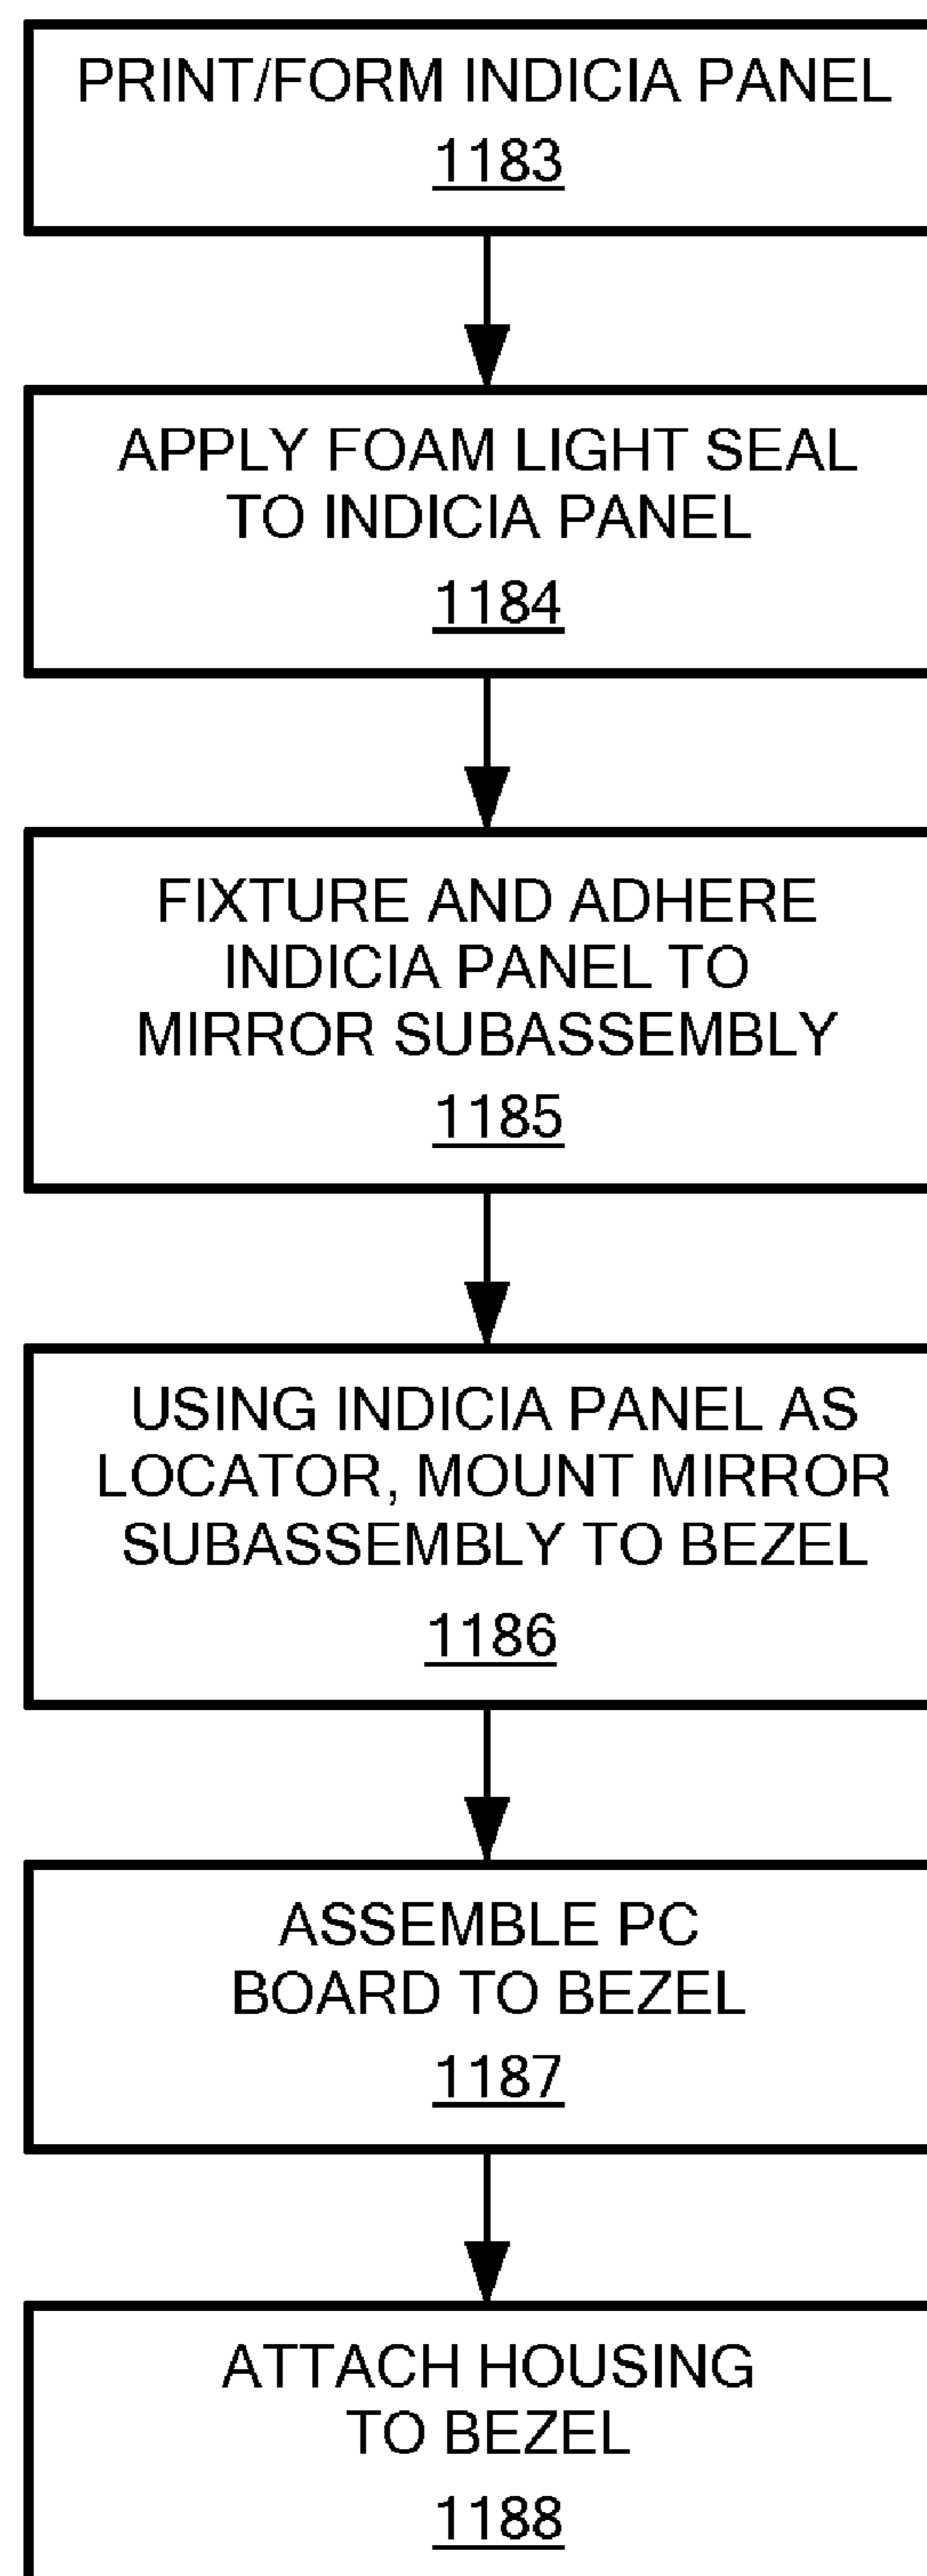 PRINT/FORM INDICIA PANEL
1183
APPLY FOAM LIGHT SEAL
TO INDICIA PANEL
1184
FIXTURE AND ADHERE
INDICIA PANEL TO
MIRROR SUBASSEMBLY
1185
USING INDICIA PANEL AS
LOCATOR, MOUNT MIRROR
SUBASSEMBLY TO BEZEL
1186
ASSEMBLE PC
BOARD TO BEZEL
1187
ATTACH HOUSING
TO BEZEL
1188